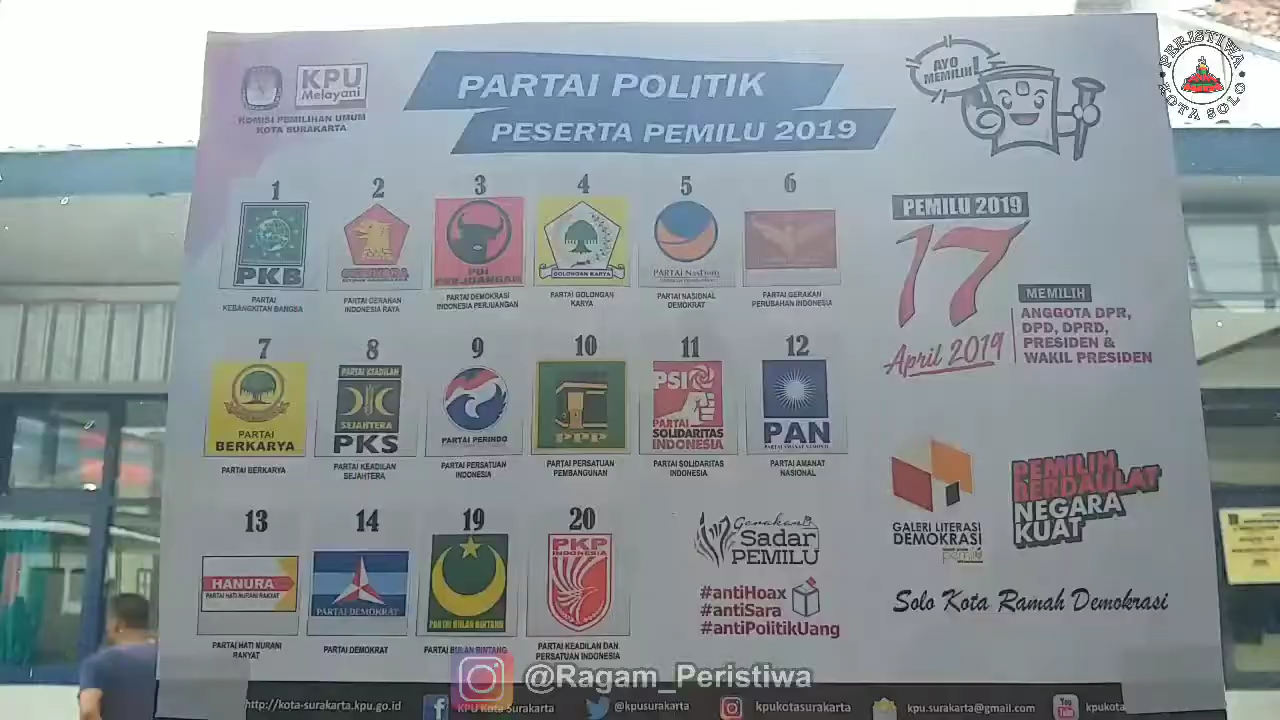 KPU
Melayani
KOMISI PEMILIHAN UMUM
KOTA SURAKARTA
PARTAI POLITIK
PESERTA PEMILU 2019
AYO
MEMILIH!
PERISTIWA
KOTA SOLO
1
2
3
4
5
6
PKB
PDI
PERJUANGAN
GOLONGAN KARYA
PARTAI NasDem
PARTAI
KEBANGKITAN BANGSA
PARTAI GERAKAN
INDONESIA RAYA
PARTAI DEMOKRASI
INDONESIA PERJUANGAN
PARTAI GOLONGAN
KARYA
PARTAI NASIONAL
DEMOKRAT
PARTAI GERAKAN
PERUBAHAN INDONESIA
PEMILU 2019
17
April 2019
MEMILIH
ANGGOTA DPR,
DPD, DPRD,
PRESIDEN &
WAKIL PRESIDEN
7
8
9
10
11
12
PARTAI
BERKARYA
PARTAI KEADILAN
SEJAHTERA
PKS
PARTAI PERINDO
PPP
PSI
PARTAI
SOLIDARITAS
INDONESIA
PAN
PARTAI AMANAT NASIONAL
PARTAI BERKARYA
PARTAI KEADILAN
SEJAHTERA
PARTAI PERSATUAN
INDONESIA
PARTAI PERSATUAN
PEMBANGUNAN
PARTAI SOLIDARITAS
INDONESIA
PARTAI AMANAT
NASIONAL
13
14
19
20
HANURA
PARTAI HATI NURANI RAKYAT
PARTAI DEMOKRAT
PARTAI BULAN BINTANG
PKP
INDONESIA
PARTAI HATI NURANI
RAKYAT
PARTAI DEMOKRAT
PARTAI BULAN BINTANG
PARTAI KEADILAN DAN
PERSATUAN INDONESIA
Gerakan
Sadar
PEMILU
#antiHoax
#antiSara
#antiPolitikUang
GALERI LITERASI
DEMOKRASI
PEMILIH
BERDAULAT
NEGARA
KUAT
Solo Kota Ramah Demokrasi
@Ragam_Peristiwa
http://kota-surakarta.kpu.go.id
KPU Kota Surakarta
@kpusurakarta
kpukotasurakarta
kpu.surakarta@gmail.com
kpukota